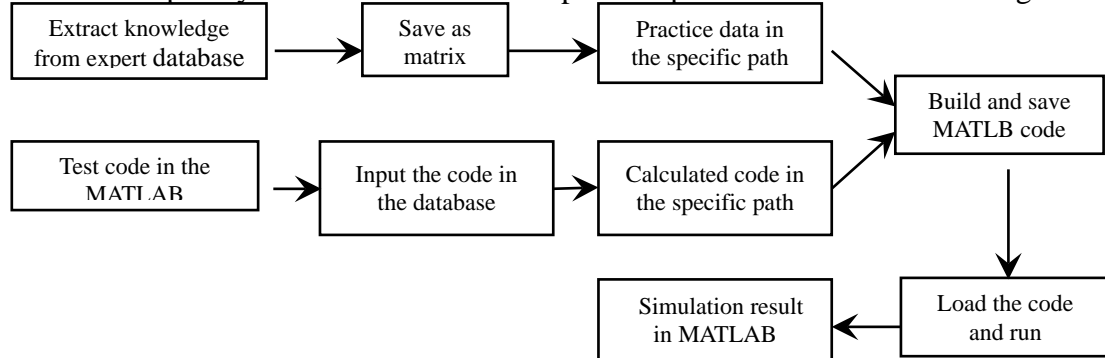 Extract knowledge
from expert database
Save as
matrix
Practice data in
the specific path
Build and save
MATLB code
Test code in the
MATLAB
Input the code in
the database
Calculated code in
the specific path
Simulation result
in MATLAB
Load the code
and run